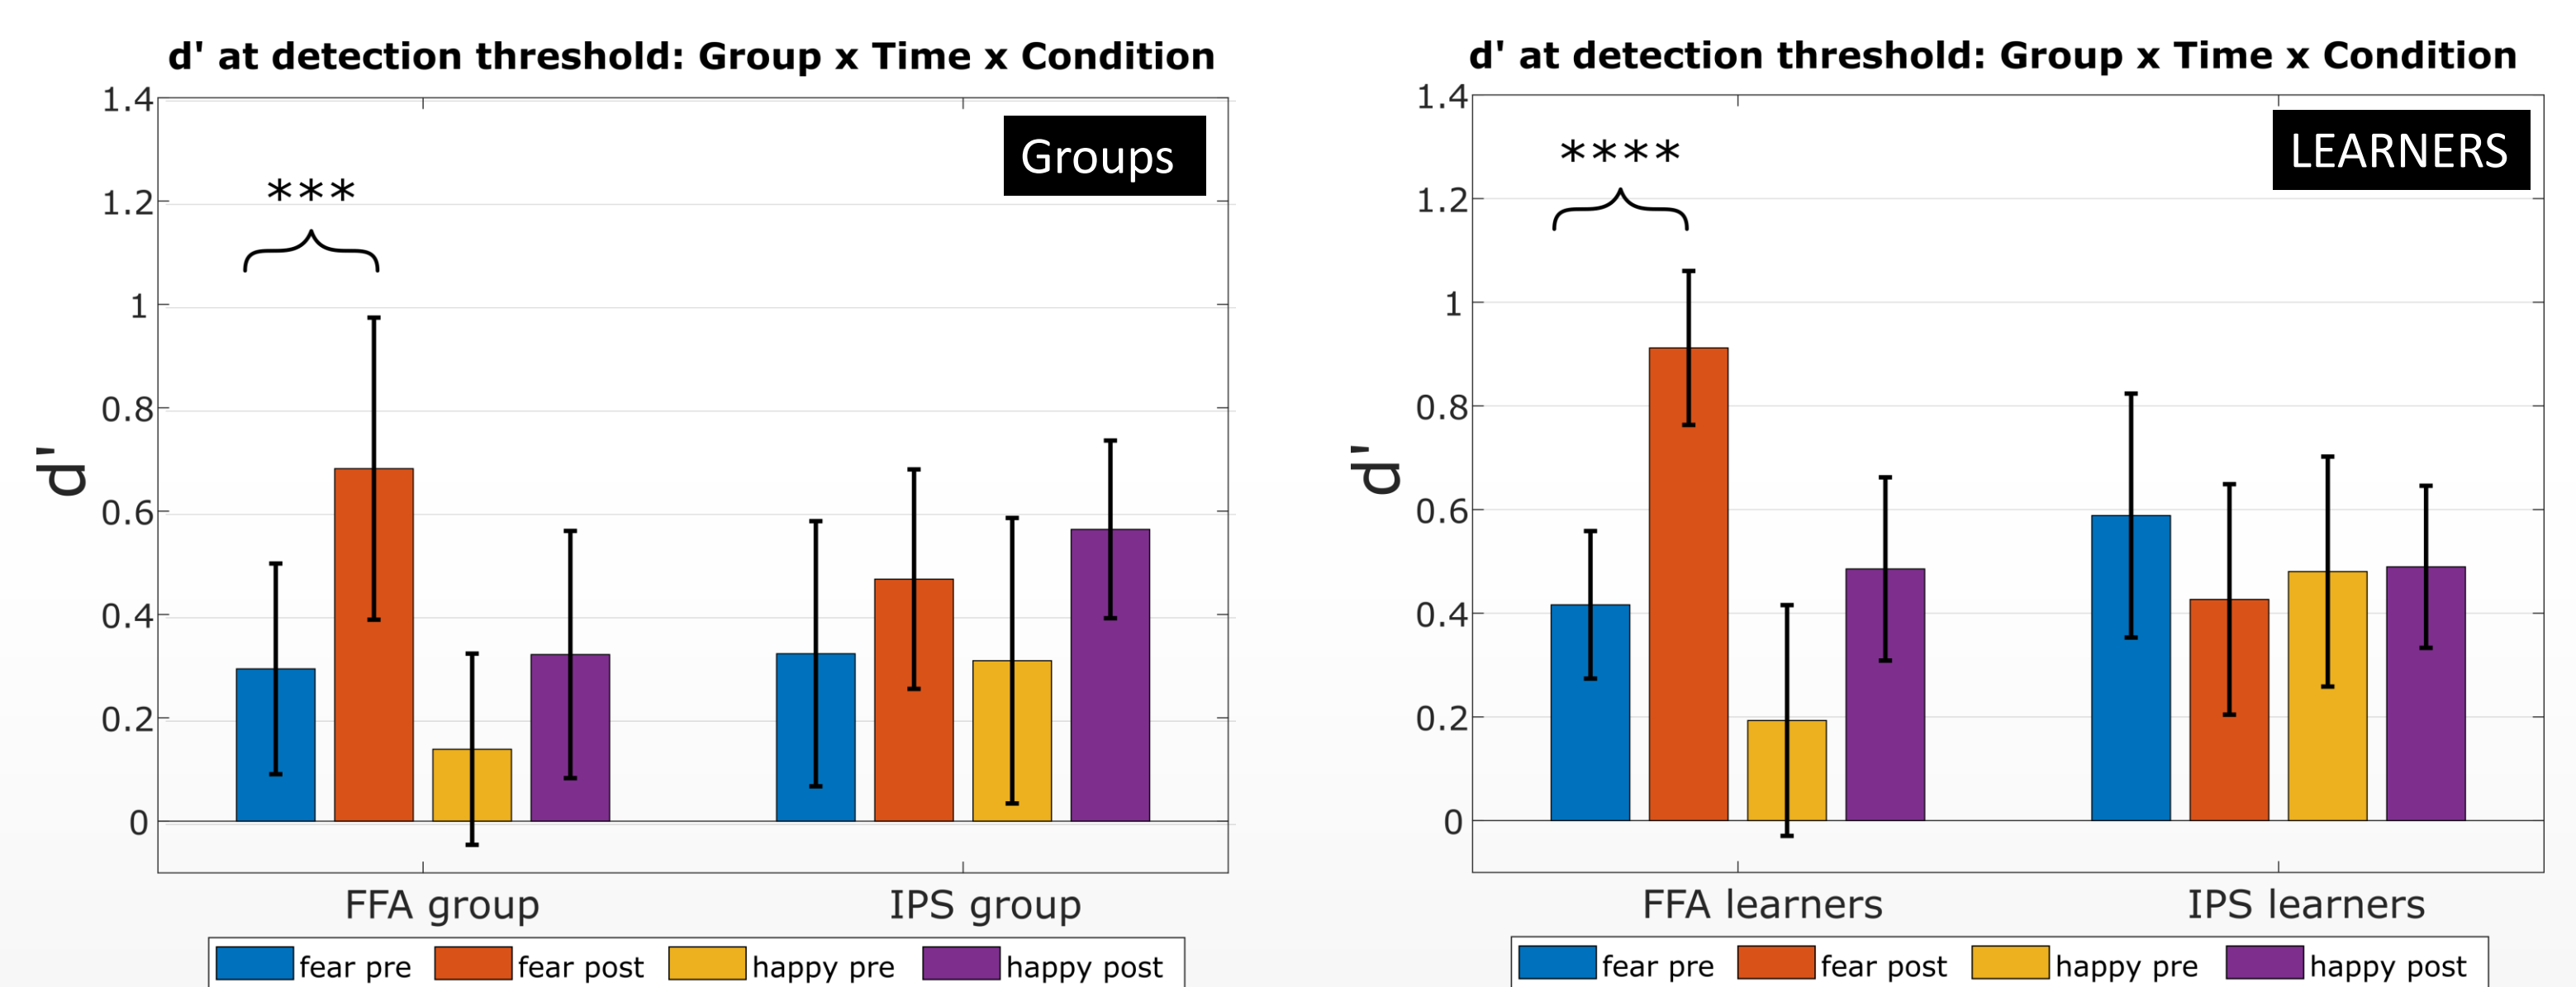 d' at detection threshold: Group x Time x Condition
Groups
***
1.4
1.2
1
0.8
0.6
0.4
0.2
0
d'
FFA group
IPS group
fear pre
fear post
happy pre
happy post
d' at detection threshold: Group x Time x Condition
LEARNERS
****
1.4
1.2
1
0.8
0.6
0.4
0.2
0
d'
FFA learners
IPS learners
fear pre
fear post
happy pre
happy post